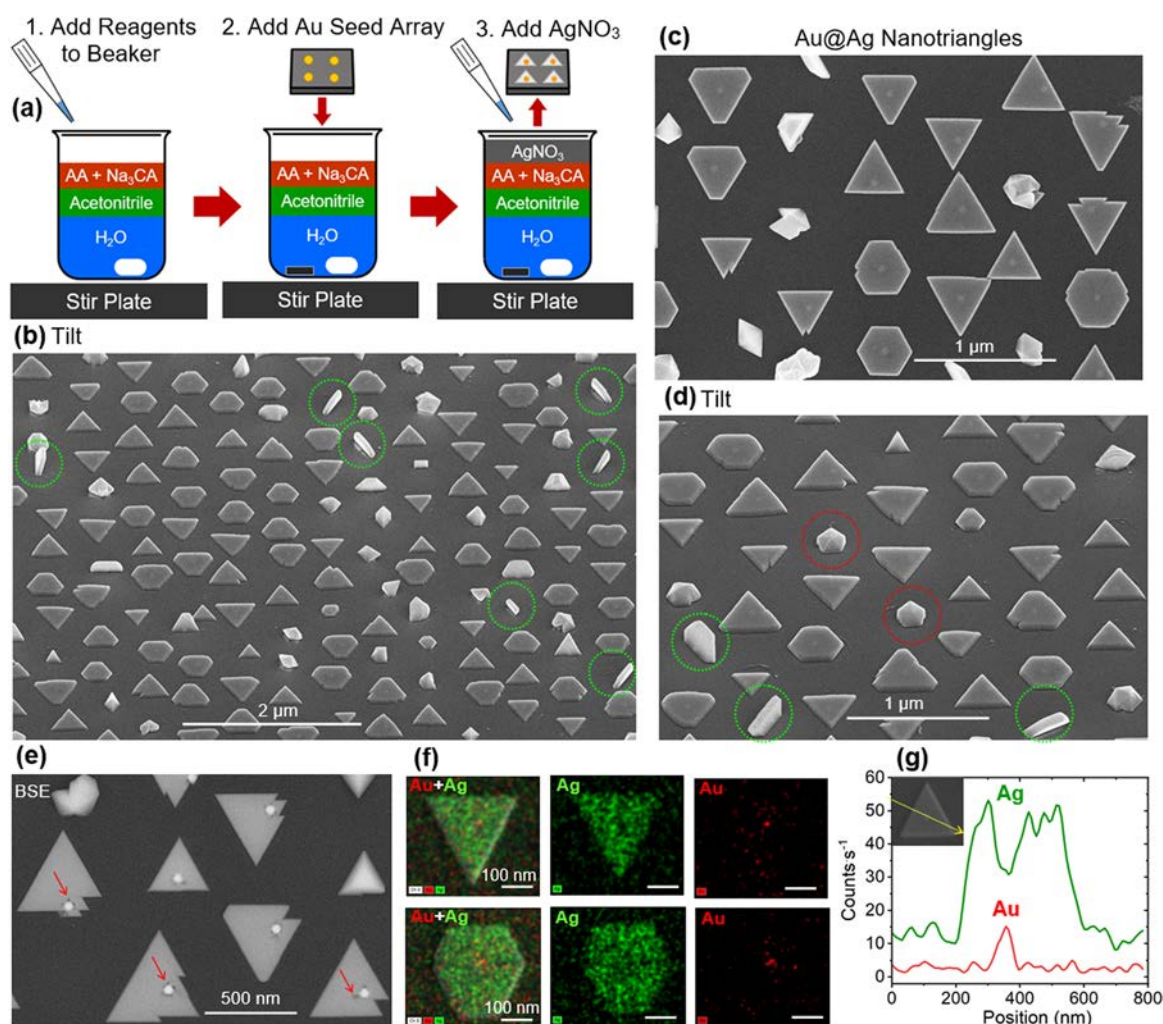 1. Add Reagents
to Beaker
2. Add Au Seed Array
3. Add AgNO₃
(a)
AA + Na₃CA
Acetonitrile
H₂O
Stir Plate
AA + Na₃CA
Acetonitrile
H₂O
Stir Plate
AgNO₃
AA + Na₃CA
Acetonitrile
H₂O
Stir Plate
(b) Tilt
2 µm
(c) Au@Ag Nanotriangles
1 µm
(d) Tilt
1 µm
(e)
BSE
500 nm
(f)
Au+Ag
100 nm
Ag
Au
Au+Ag
100 nm
Ag
Au
(g)
60
50
40
30
20
10
0
Counts·s⁻¹
Ag
Au
0 200 400 600 800
Position (nm)